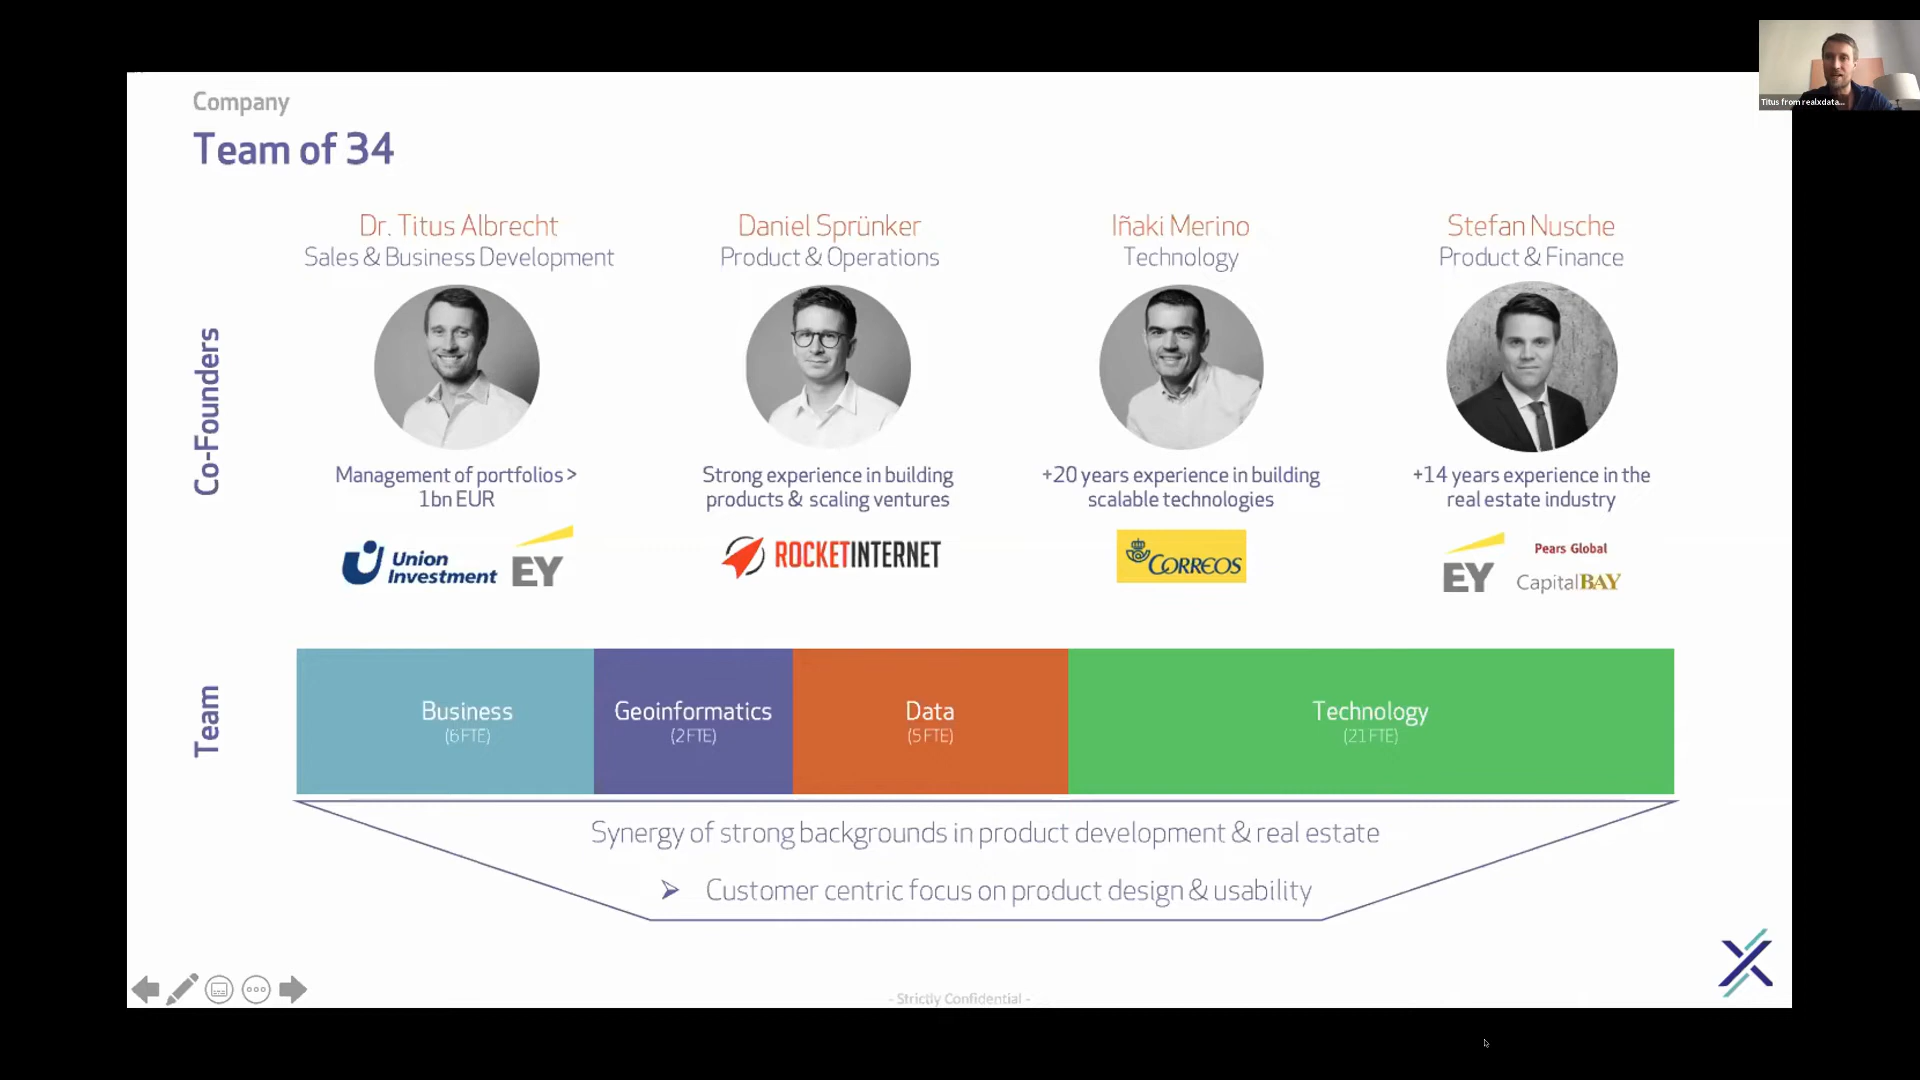 Titus from realxdata...
Company
Team of 34
Co-Founders
Dr. Titus Albrecht
Sales & Business Development
Management of portfolios >
1bn EUR
Union
Investment
EY
Daniel Sprünker
Product & Operations
Strong experience in building
products & scaling ventures
ROCKETINTERNET
Iñaki Merino
Technology
+20 years experience in building
scalable technologies
CORREOS
Stefan Nusche
Product & Finance
+14 years experience in the
real estate industry
EY
Pears Global
CapitalBAY
Team
Business
(6 FTE)
Geoinformatics
(2 FTE)
Data
(5 FTE)
Technology
(21 FTE)
Synergy of strong backgrounds in product development & real estate
➢ Customer centric focus on product design & usability
- Strictly Confidential -